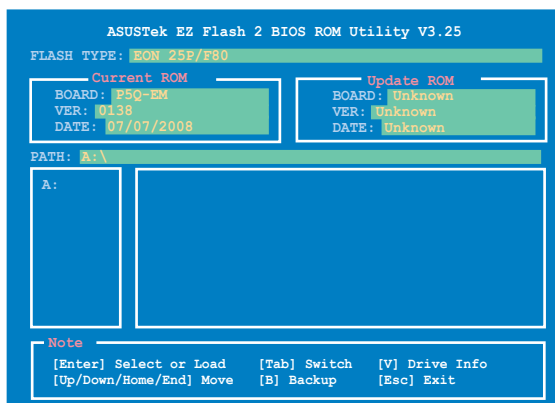 ASUSTek EZ Flash 2 BIOS ROM Utility V3.25
FLASH TYPE: EON 25P/F80
Current ROM
BOARD: P5Q-EM
VER: 0138
DATE: 07/07/2008
Update ROM
BOARD: Unknown
VER: Unknown
DATE: Unknown
PATH: A:\
A:
Note
[Enter] Select or Load [Tab] Switch [V] Drive Info
[Up/Down/Home/End] Move [B] Backup [Esc] Exit